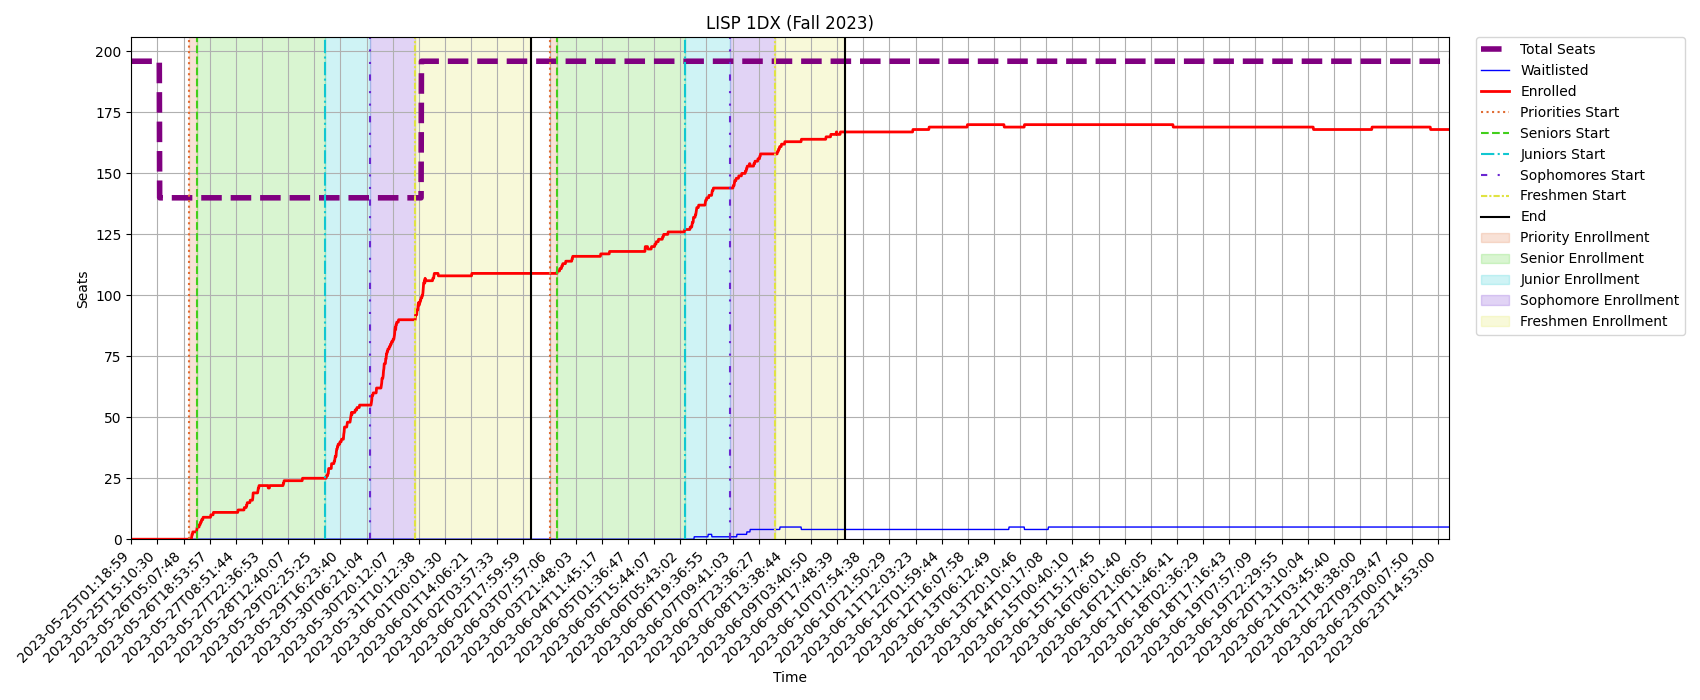 LISP 1DX (Fall 2023)
Seats
200
175
150
125
100
75
50
25
0
2023-05-25T01:18:59
2023-05-25T15:10:30
2023-05-26T05:07:48
2023-05-26T18:53:57
2023-05-27T08:51:44
2023-05-27T22:36:53
2023-05-28T12:40:07
2023-05-29T02:25:25
2023-05-29T16:23:40
2023-05-30T06:21:04
2023-05-30T20:12:07
2023-05-31T10:12:38
2023-06-01T00:01:30
2023-06-01T14:06:21
2023-06-02T03:57:33
2023-06-02T17:59:59
2023-06-03T07:57:06
2023-06-03T21:48:03
2023-06-04T11:45:17
2023-06-05T01:36:47
2023-06-05T15:44:07
2023-06-06T05:43:02
2023-06-06T19:36:55
2023-06-07T09:41:03
2023-06-07T23:36:27
2023-06-08T13:38:44
2023-06-09T03:40:50
2023-06-09T17:48:39
2023-06-10T07:54:38
2023-06-10T21:50:29
2023-06-11T12:03:23
2023-06-12T01:59:44
2023-06-12T16:07:58
2023-06-13T06:12:49
2023-06-13T20:10:46
2023-06-14T10:17:08
2023-06-15T00:40:10
2023-06-15T15:17:45
2023-06-16T06:01:40
2023-06-16T21:06:05
2023-06-17T11:46:41
2023-06-18T02:36:29
2023-06-18T17:16:43
2023-06-19T07:57:09
2023-06-19T22:29:55
2023-06-20T13:10:04
2023-06-21T03:45:40
2023-06-21T18:38:00
2023-06-22T09:29:47
2023-06-23T00:07:50
2023-06-23T14:53:00
Time
Total Seats
Waitlisted
Enrolled
Priorities Start
Seniors Start
Juniors Start
Sophomores Start
Freshmen Start
End
Priority Enrollment
Senior Enrollment
Junior Enrollment
Sophomore Enrollment
Freshmen Enrollment